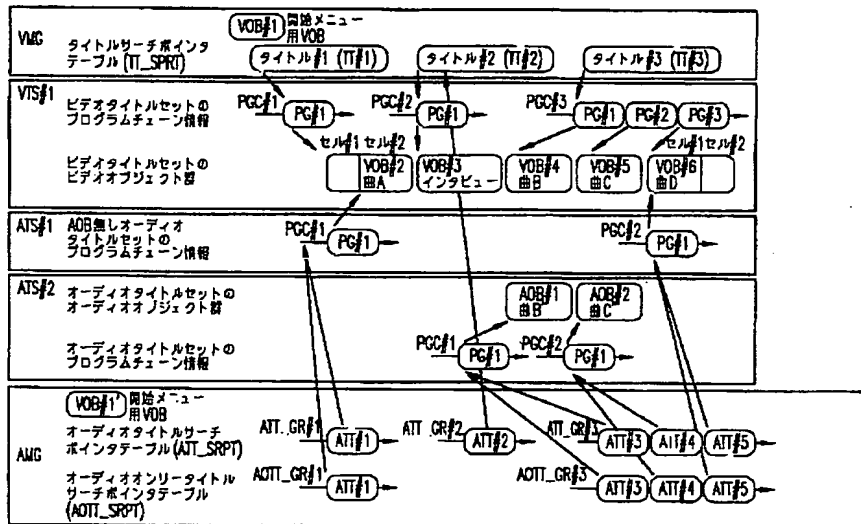 VOB#1 開始メニュー
用VOB
VMG タイトルサーチポインタ
テーブル(TT_SPRT)
タイトル#1 (TT#1) タイトル#2 (TT#2) タイトル#3 (TT#3)
VTS#1 ビデオタイトルセットの
プログラムチェーン情報
PGC#1 PG#1 PGC#2 PG#1 PGC#3 PG#1 PG#2 PG#3
セル#1 セル#2 セル#1 セル#2
ビデオタイトルセットの
ビデオオブジェクト群
VOB#2 VOB#3 VOB#4 VOB#5 VOB#6
曲A インタビュー 曲B 曲C 曲D
ATS#1 AOB無しオーディオ
タイトルセットの
プログラムチェーン情報
PGC#1 PG#1 PGC#2 PG#1
ATS#2 オーディオタイトルセットの
オーディオオブジェクト群
AOB#1 AOB#2
曲B 曲C
オーディオタイトルセットの
プログラムチェーン情報
PGC#1 PG#1 PGC#2 PG#1
VOB#1' 開始メニュー
用VOB
AMG オーディオタイトルサーチ
ポインタテーブル(ATT_SRPT)
ATT_GR#1 ATT#1 ATT_GR#2 ATT#2 ATT_GR#3 ATT#3 ATT#4 ATT#5
オーディオオンリータイトル
サーチポインタテーブル
(AOTT_SRPT)
AOTT_GR#1 ATT#1 AOTT_GR#3 ATT#3 ATT#4 ATT#5